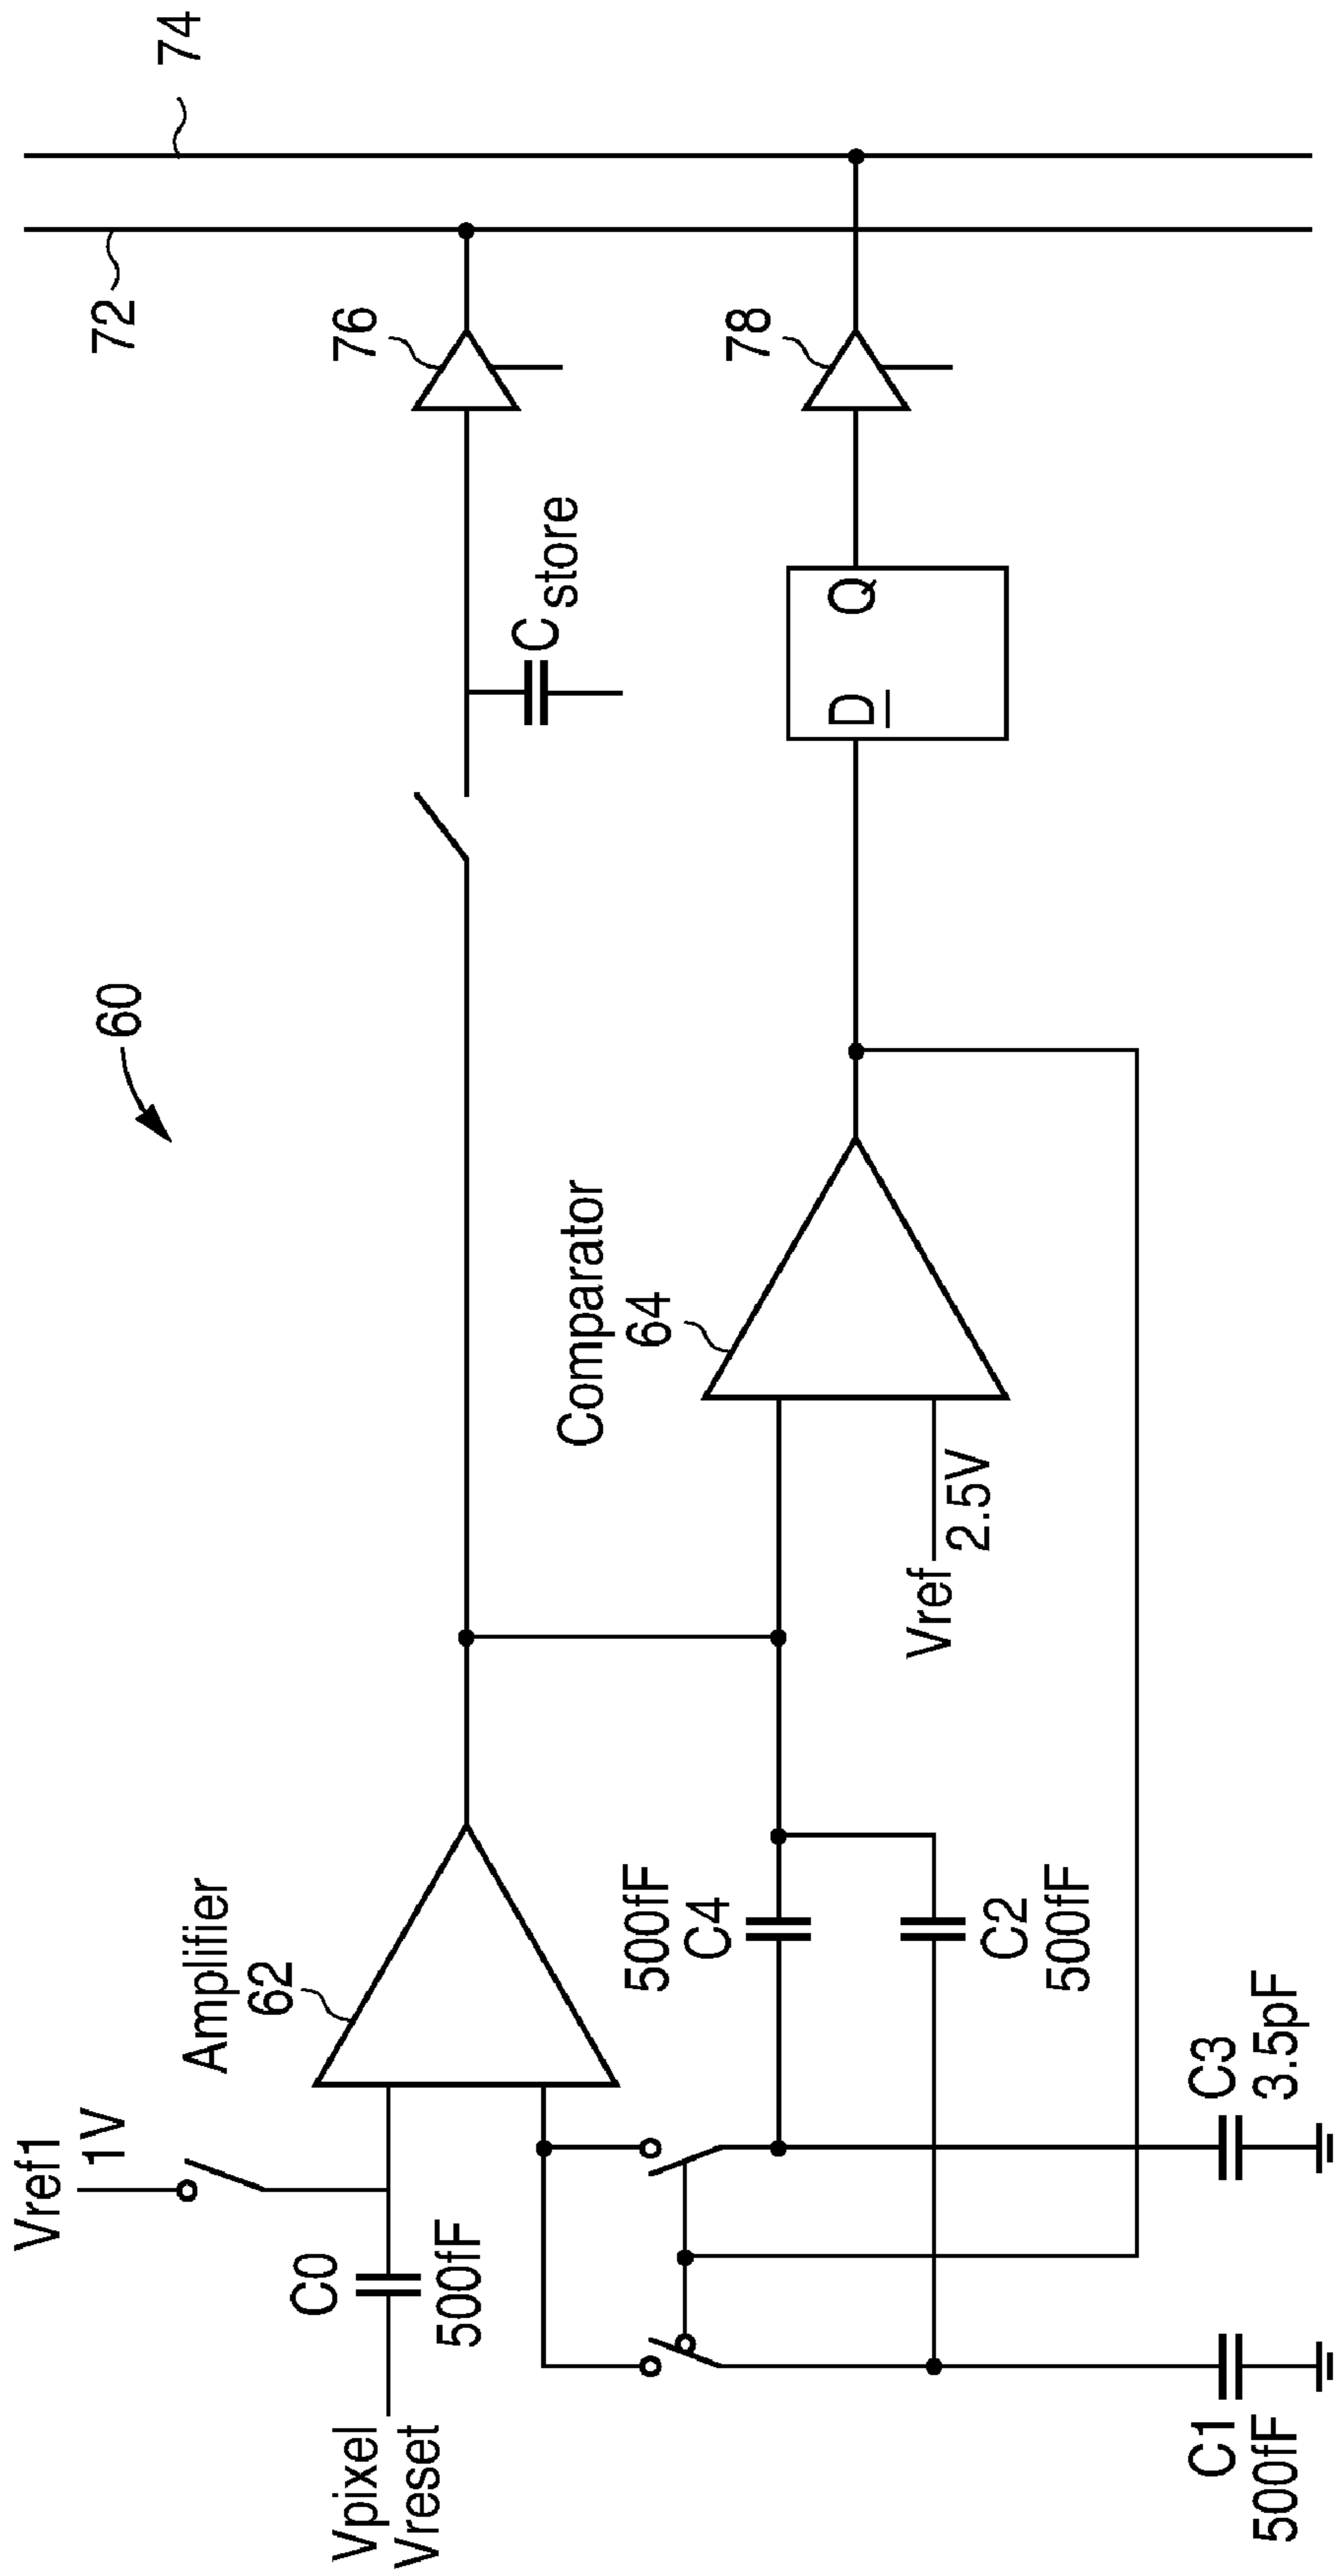 60
Vref1
1V
Amplifier
62
C0
500fF
Vpixel
Vreset
500fF
C4
C2
500fF
C1
500fF
C3
3.5pF
Comparator
64
Vref
2.5V
C store
D
Q
76
78
72
74